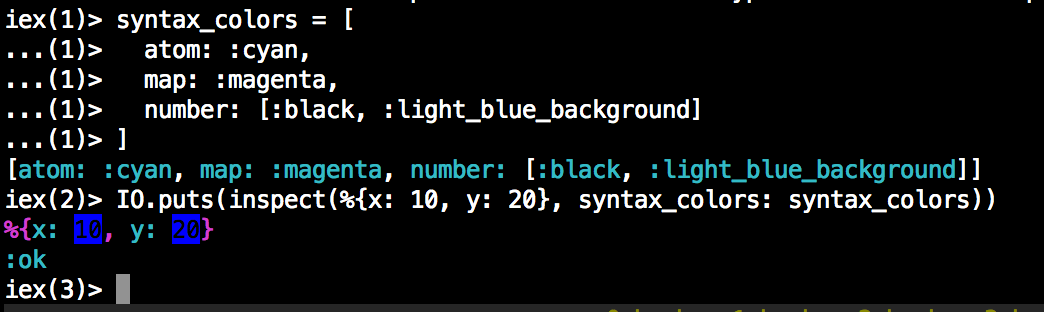 iex(1)> syntax_colors = [
...(1)>   atom: :cyan,
...(1)>   map: :magenta,
...(1)>   number: [:black, :light_blue_background]
...(1)> ]
[atom: :cyan, map: :magenta, number: [:black, :light_blue_background]]
iex(2)> IO.puts(inspect(%{x: 10, y: 20}, syntax_colors: syntax_colors))
%{x: 10, y: 20}
:ok
iex(3)>